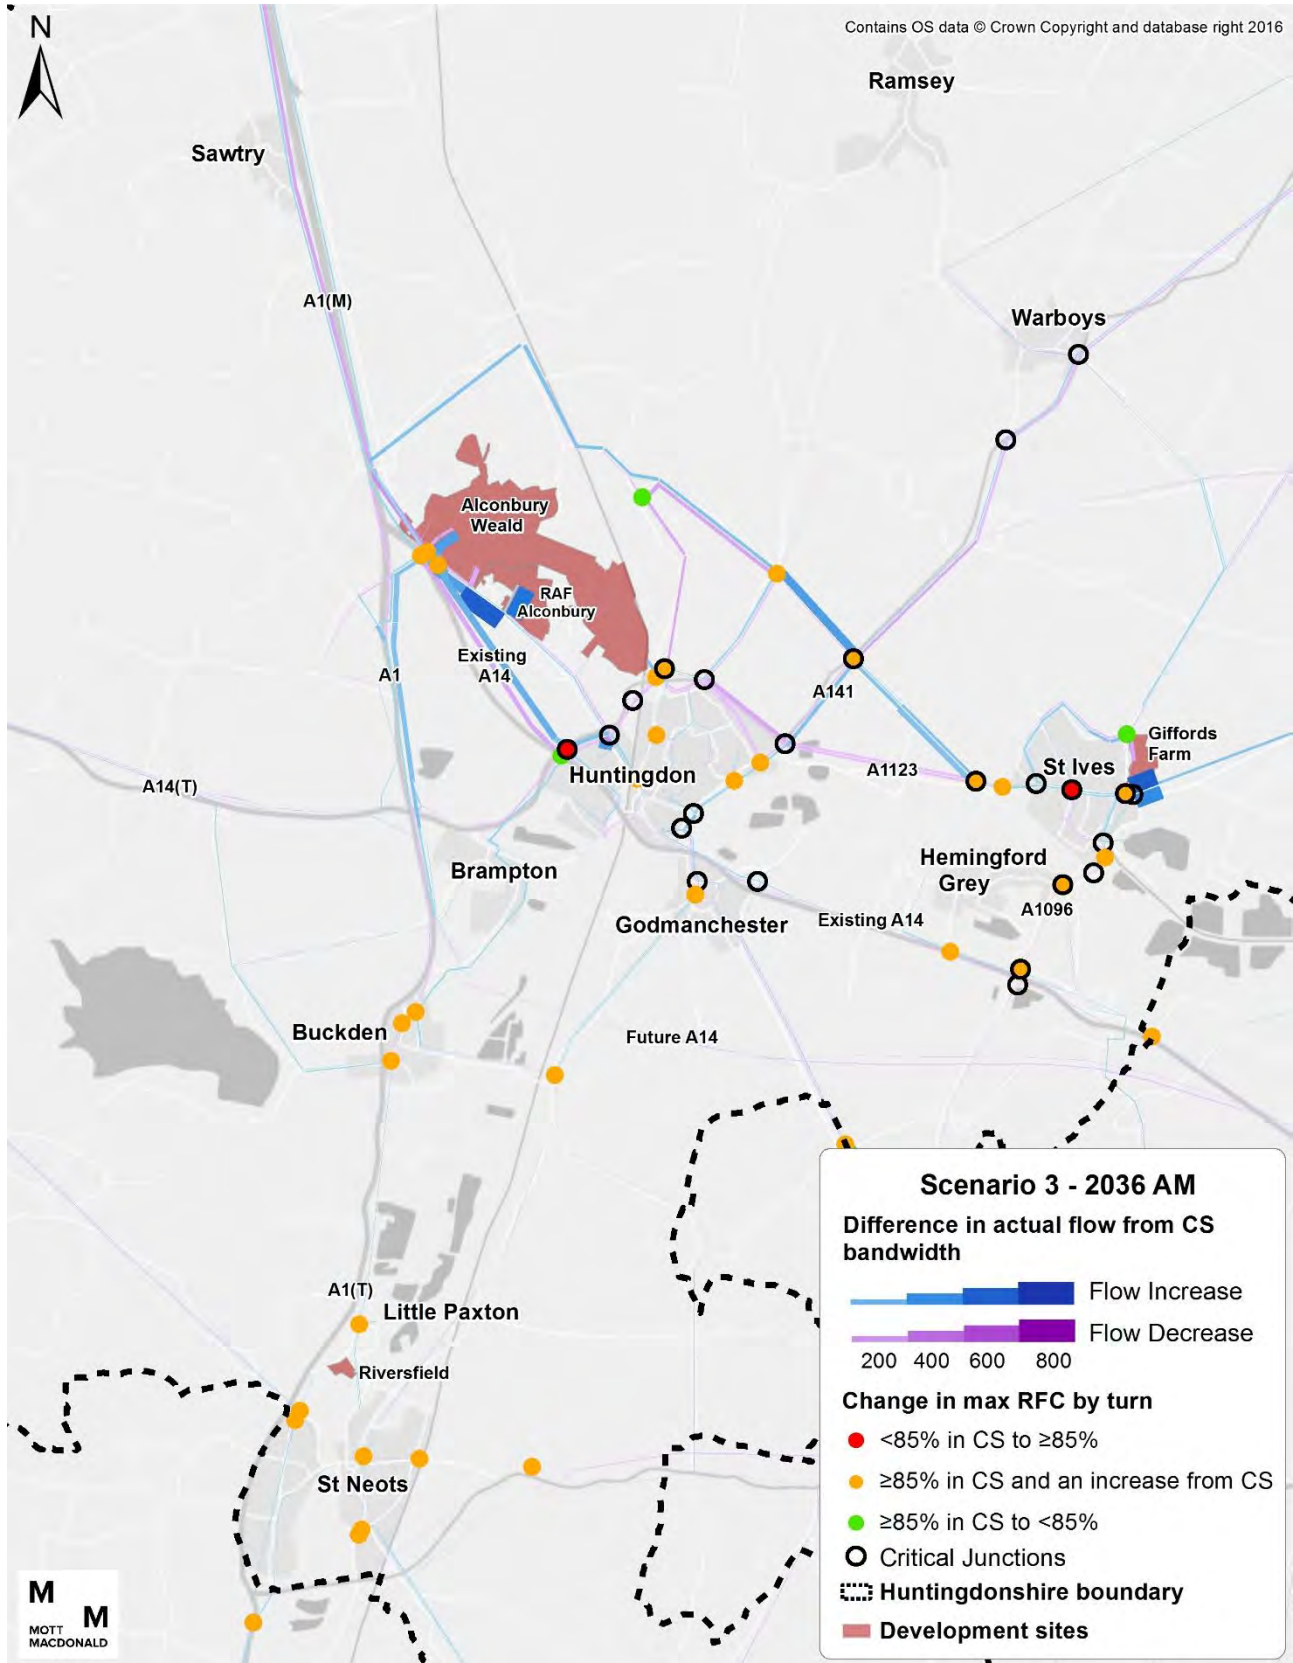 N
Contains OS data © Crown Copyright and database right 2016
Ramsey
Sawtry
A1(M)
Warboys
Alconbury
Weald
RAF
Alconbury
Existing
A14
A1
A141
Giffords
Farm
St Ives
A1123
A14(T)
Huntingdon
Brampton
Hemingford
Grey
A1096
Godmanchester
Existing A14
Buckden
Future A14
A1(T)
Little Paxton
Riversfield
St Neots
Scenario 3 - 2036 AM
Difference in actual flow from CS
bandwidth
Flow Increase
Flow Decrease
200 400 600 800
Change in max RFC by turn
<85% in CS to ≥85%
≥85% in CS and an increase from CS
≥85% in CS to <85%
Critical Junctions
Huntingdonshire boundary
Development sites
M
M
MOTT
MACDONALD